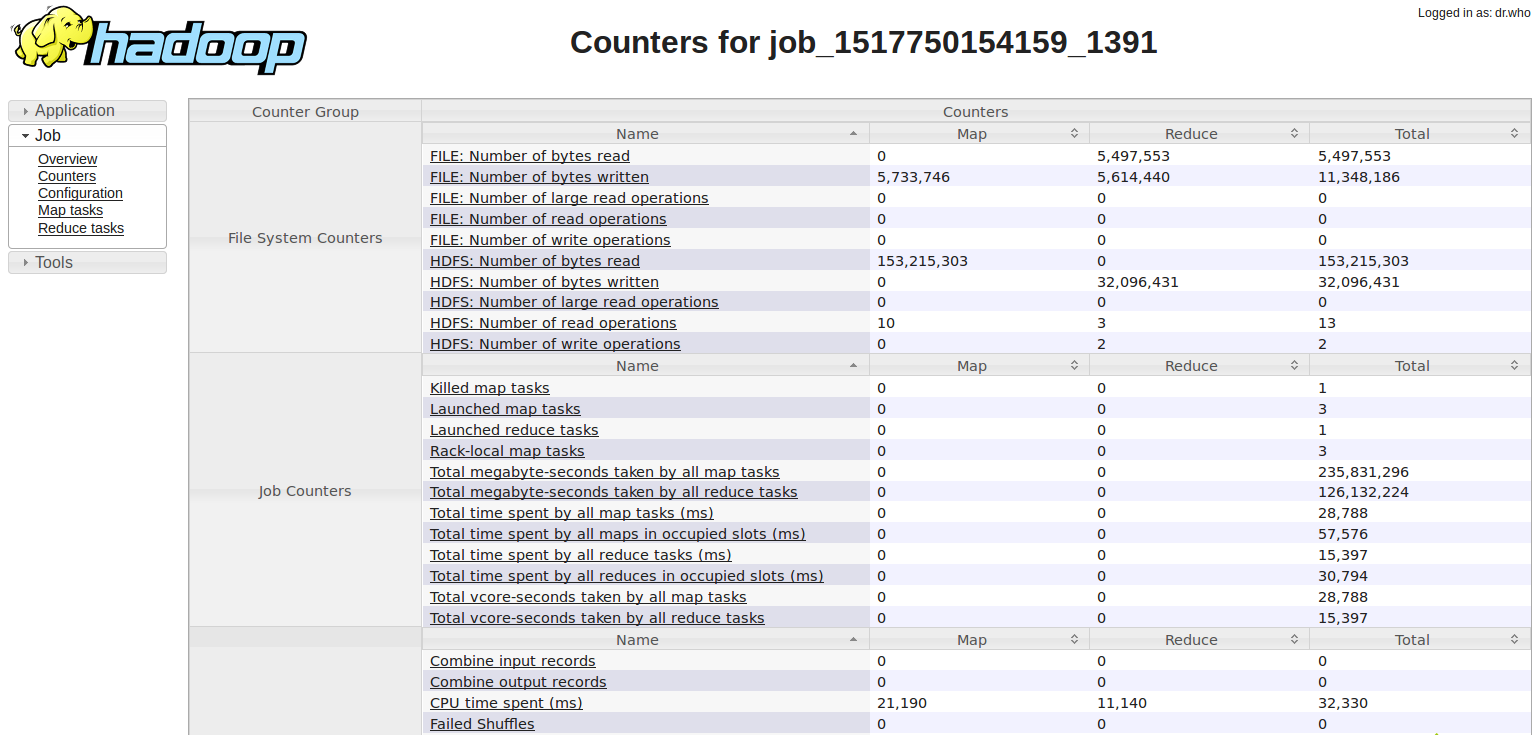 hadoop
Logged in as: dr.who
Counters for job_1517750154159_1391
Application
Job
Overview
Counters
Configuration
Map tasks
Reduce tasks
Tools
Counter Group Counters
File System Counters
Name Map Reduce Total
FILE: Number of bytes read 0 5,497,553 5,497,553
FILE: Number of bytes written 5,733,746 5,614,440 11,348,186
FILE: Number of large read operations 0 0 0
FILE: Number of read operations 0 0 0
FILE: Number of write operations 0 0 0
HDFS: Number of bytes read 153,215,303 0 153,215,303
HDFS: Number of bytes written 0 32,096,431 32,096,431
HDFS: Number of large read operations 0 0 0
HDFS: Number of read operations 10 3 13
HDFS: Number of write operations 0 2 2
Job Counters
Name Map Reduce Total
Killed map tasks 0 0 1
Launched map tasks 0 0 3
Launched reduce tasks 0 0 1
Rack-local map tasks 0 0 3
Total megabyte-seconds taken by all map tasks 0 0 235,831,296
Total megabyte-seconds taken by all reduce tasks 0 0 126,132,224
Total time spent by all map tasks (ms) 0 0 28,788
Total time spent by all maps in occupied slots (ms) 0 0 57,576
Total time spent by all reduce tasks (ms) 0 0 15,397
Total time spent by all reduces in occupied slots (ms) 0 0 30,794
Total vcore-seconds taken by all map tasks 0 0 28,788
Total vcore-seconds taken by all reduce tasks 0 0 15,397
Name Map Reduce Total
Combine input records 0 0 0
Combine output records 0 0 0
CPU time spent (ms) 21,190 11,140 32,330
Failed Shuffles 0 0 0